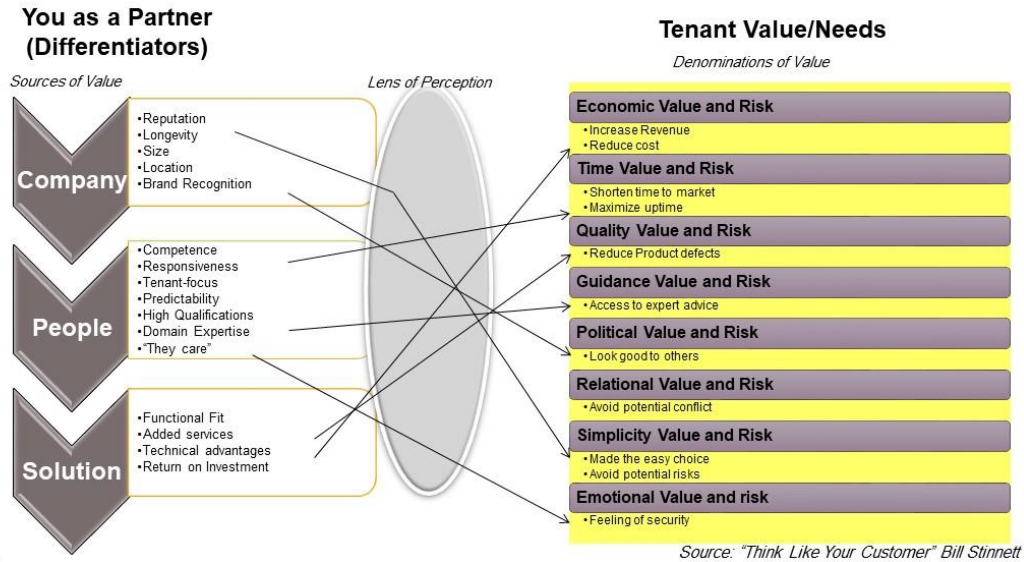 You as a Partner
(Differentiators)
Sources of Value
Company
•Reputation
•Longevity
•Size
•Location
•Brand Recognition
People
•Competence
•Responsiveness
•Tenant-focus
•Predictability
•High Qualifications
•Domain Expertise
•“They care”
Solution
•Functional Fit
•Added services
•Technical advantages
•Return on Investment
Lens of Perception
Tenant Value/Needs
Denominations of Value
Economic Value and Risk
•Increase Revenue
•Reduce cost
Time Value and Risk
•Shorten time to market
•Maximize uptime
Quality Value and Risk
•Reduce Product defects
Guidance Value and Risk
•Access to expert advice
Political Value and Risk
•Look good to others
Relational Value and Risk
•Avoid potential conflict
Simplicity Value and Risk
•Made the easy choice
•Avoid potential risks
Emotional Value and risk
•Feeling of security
Source: “Think Like Your Customer” Bill Stinnett